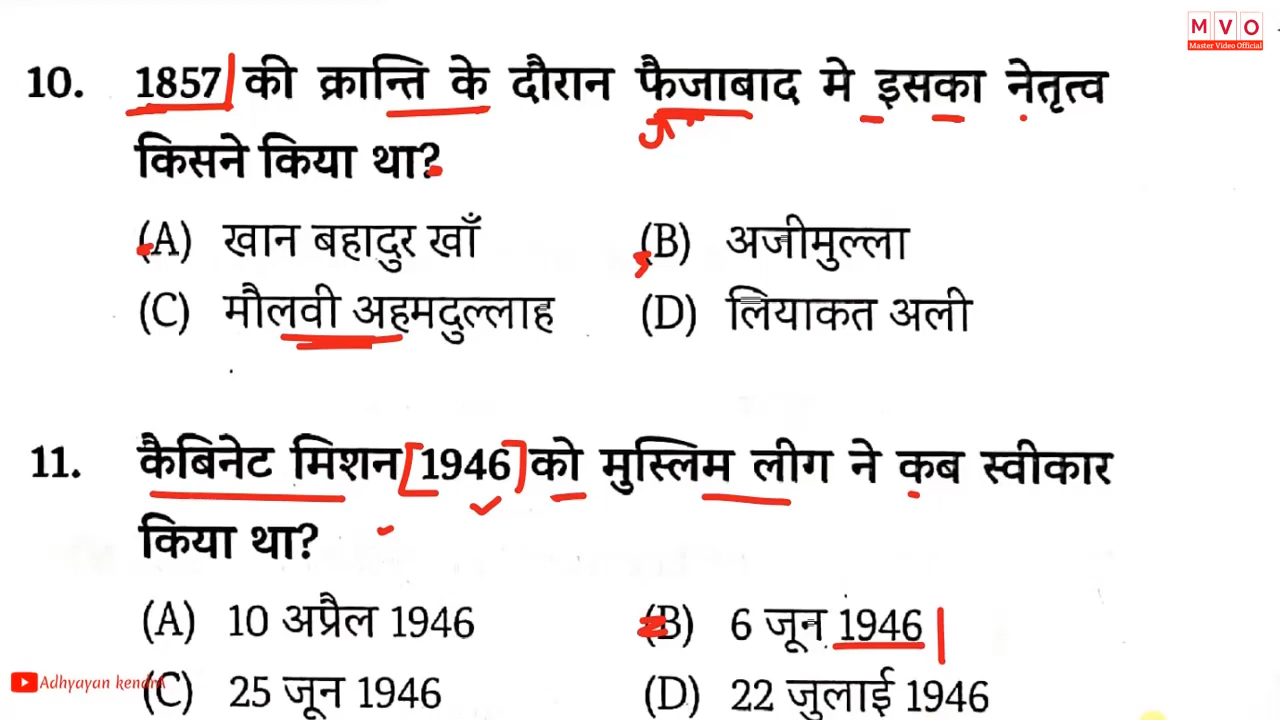 M V O
Master Video Official
10. 1857 की क्रान्ति के दौरान फैजाबाद मे इसका नेतृत्व
किसने किया था?
(A) खान बहादुर खाँ (B) अजीमुल्ला
(C) मौलवी अहमदुल्लाह (D) लियाकत अली
11. कैबिनेट मिशन [1946] को मुस्लिम लीग ने कब स्वीकार
किया था?
(A) 10 अप्रैल 1946 (B) 6 जून 1946
Adhyayan kendra
(C) 25 जून 1946 (D) 22 जुलाई 1946